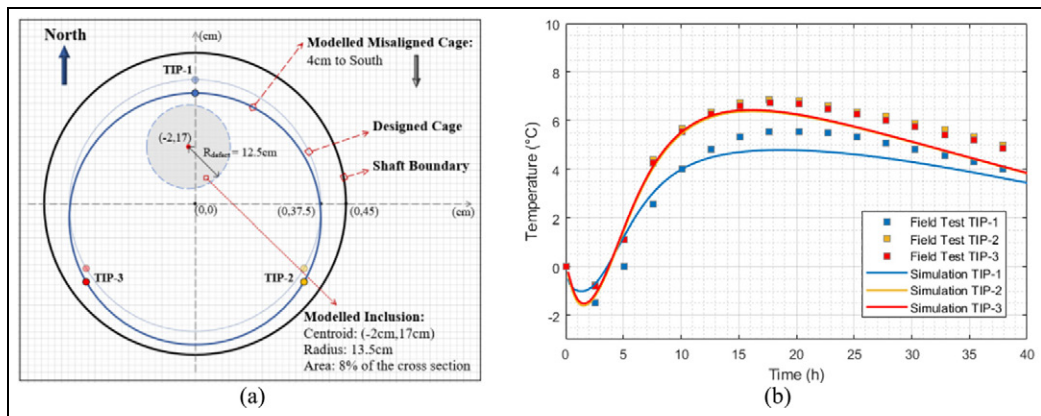 North
(cm)
Modelled Misaligned Cage:
4cm to South
TIP-1
(-2,17)
R_defect = 12.5cm
Designed Cage
Shaft Boundary
0,0
(0,37.5)
(0,45)
(cm)
TIP-3
TIP-2
Modelled Inclusion:
Centroid: (-2cm,17cm)
Radius: 13.5cm
Area: 8% of the cross section
(a)
10
8
6
4
2
0
-2
Temperature (°C)
Field Test TIP-1
Field Test TIP-2
Field Test TIP-3
Simulation TIP-1
Simulation TIP-2
Simulation TIP-3
0 5 10 15 20 25 30 35 40
Time (h)
(b)